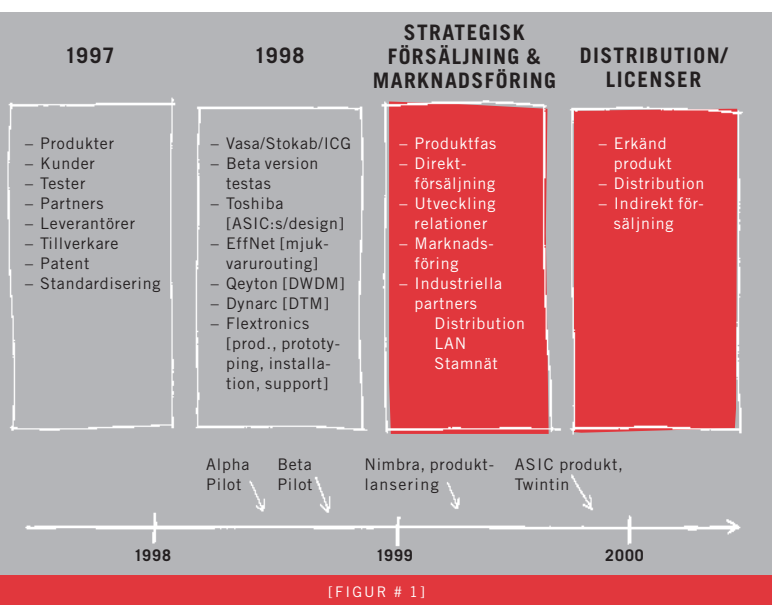 1997
– Produkter
– Kunder
– Tester
– Partners
– Leverantörer
– Tillverkare
– Patent
– Standardisering
1998
– Vasa/Stokab/ICG
– Beta version
testas
– Toshiba
[ASIC:s/design]
– EffNet [mjuk-
varurouting]
– Qeyton [DWDM]
– Dynarc [DTM]
– Flextronics
[prod., prototy-
ping, installa-
tion, support]
STRATEGISK
FÖRSÄLJNING &
MARKNADSFÖRING
– Produktfas
– Direkt-
försäljning
– Utveckling
relationer
– Marknads-
föring
– Industriella
partners
Distribution
LAN
Stamnät
DISTRIBUTION/
LICENSER
– Erkänd
produkt
– Distribution
– Indirekt för-
säljning
Alpha
Pilot
Beta
Pilot
Nimbra, produkt-
lansering
ASIC produkt,
Twintin
1998
1999
2000
[FIGUR # 1]